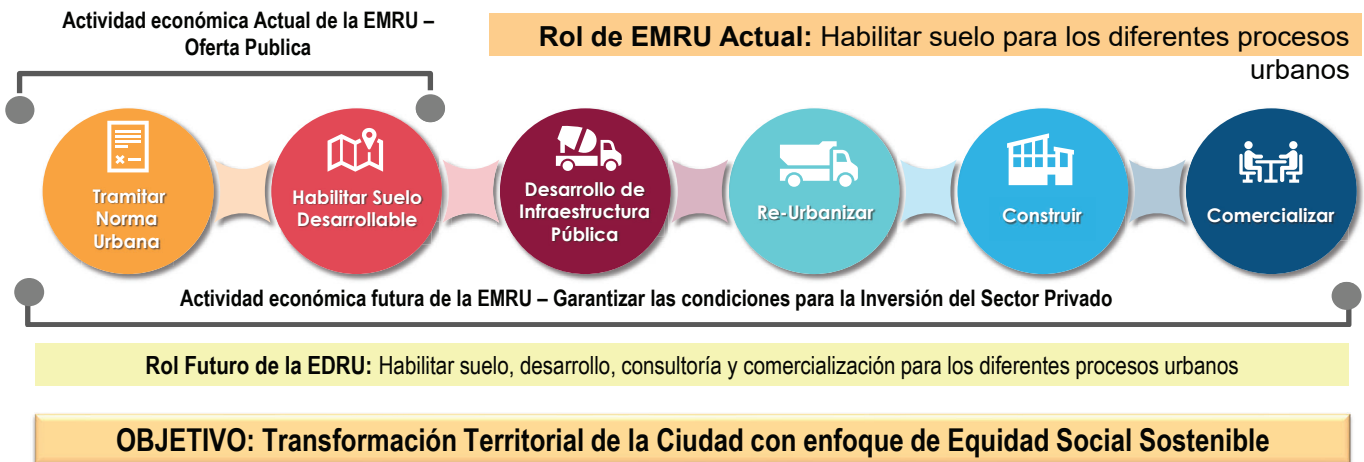 Actividad económica Actual de la EMRU –
Oferta Publica
Rol de EMRU Actual: Habilitar suelo para los diferentes procesos
urbanos
Tramitar
Norma
Urbana
Habilitar Suelo
Desarrollable
Desarrollo de
Infraestructura
Pública
Re-Urbanizar
Construir
Comercializar
Actividad económica futura de la EMRU – Garantizar las condiciones para la Inversión del Sector Privado
Rol Futuro de la EDRU: Habilitar suelo, desarrollo, consultoría y comercialización para los diferentes procesos urbanos
OBJETIVO: Transformación Territorial de la Ciudad con enfoque de Equidad Social Sostenible